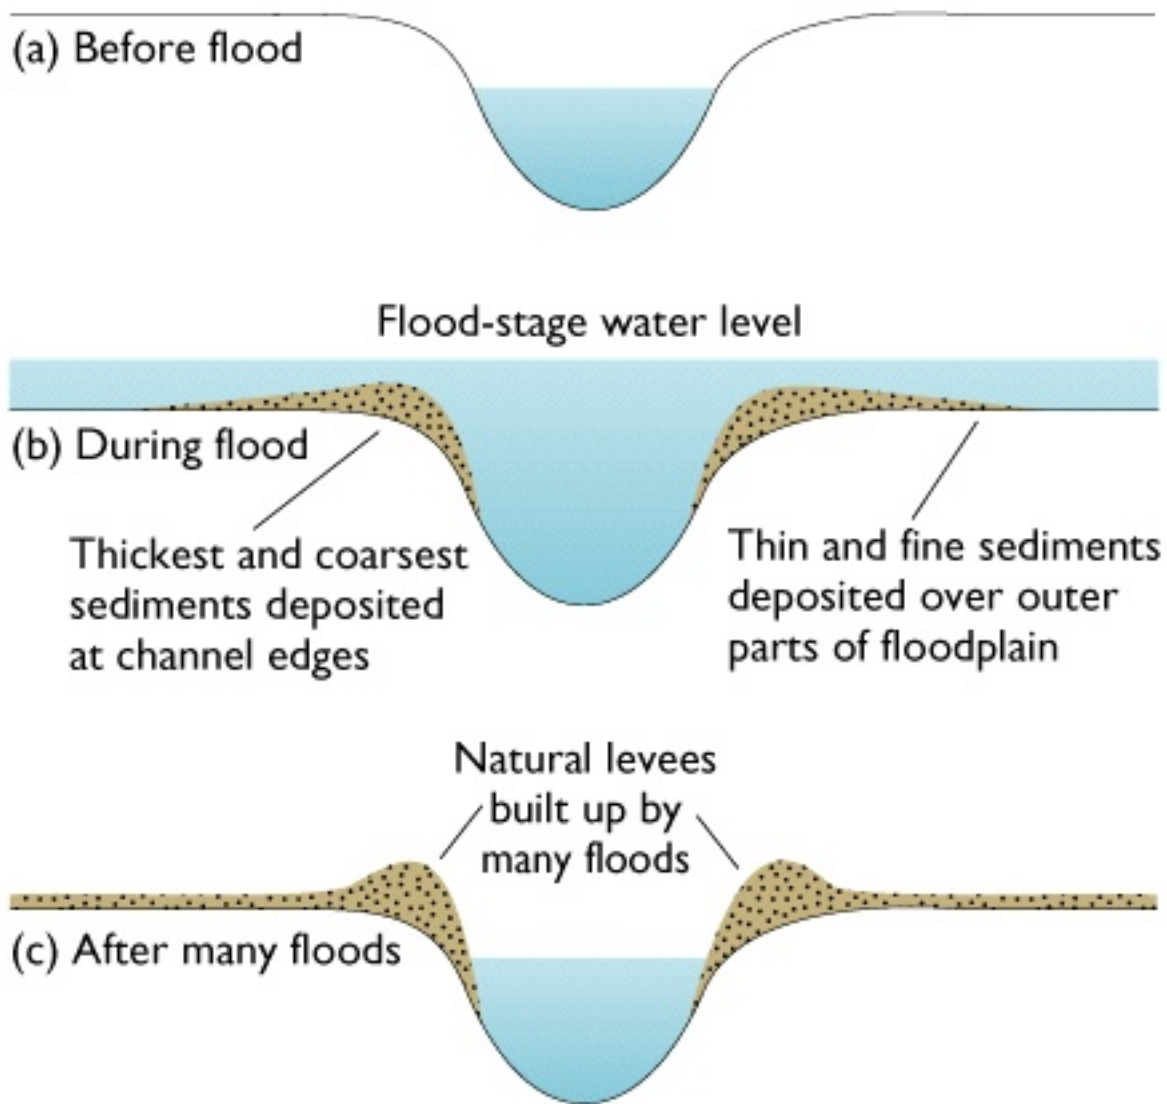 (a) Before flood
Flood-stage water level
(b) During flood
Thickest and coarsest
sediments deposited
at channel edges
Thin and fine sediments
deposited over outer
parts of floodplain
Natural levees
built up by
many floods
(c) After many floods